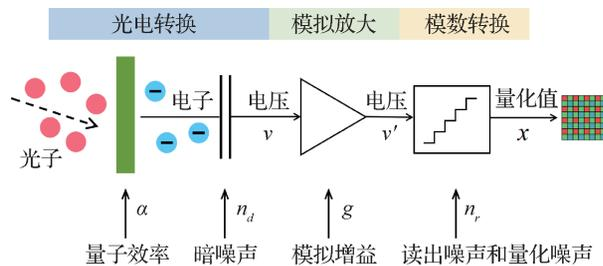 光电转换 模拟放大 模数转换
光子
电子
电压
v
电压
v′
量化值
x
α
n_d
g
n_r
量子效率 暗噪声 模拟增益 读出噪声和量化噪声